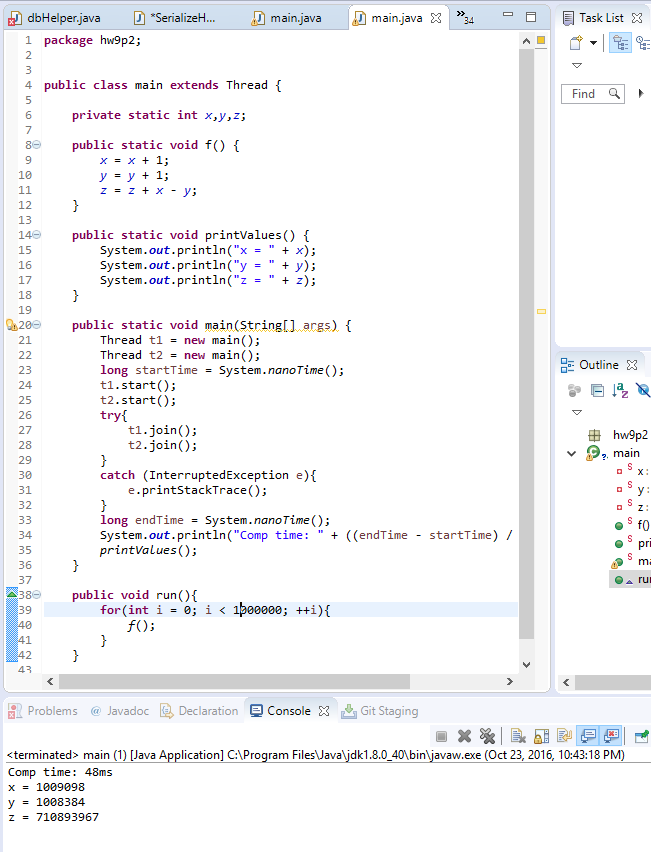 dbHelper.java *SerializeH... main.java main.java 34
Task List
Find
1 package hw9p2;
2
3
4 public class main extends Thread {
5
6 private static int x,y,z;
7
8 public static void f() {
9 x = x + 1;
10 y = y + 1;
11 z = z + x - y;
12 }
13
14 public static void printValues() {
15 System.out.println("x = " + x);
16 System.out.println("y = " + y);
17 System.out.println("z = " + z);
18 }
19
20 public static void main(String[] args) {
21 Thread t1 = new main();
22 Thread t2 = new main();
23 long startTime = System.nanoTime();
24 t1.start();
25 t2.start();
26 try{
27 t1.join();
28 t2.join();
29 }
30 catch (InterruptedException e){
31 e.printStackTrace();
32 }
33 long endTime = System.nanoTime();
34 System.out.println("Comp time: " + ((endTime - startTime) /
35 printValues();
36 }
37
38 public void run(){
39 for(int i = 0; i < 1000000; ++i){
40 f();
41 }
42 }
43
Outline
hw9p2
main
S x :
S y :
S z :
S f()
S pri
S ma
run
Problems @ Javadoc Declaration Console Git Staging
<terminated> main (1) [Java Application] C:\Program Files\Java\jdk1.8.0_40\bin\javaw.exe (Oct 23, 2016, 10:43:18 PM)
Comp time: 48ms
x = 1009098
y = 1008384
z = 710893967